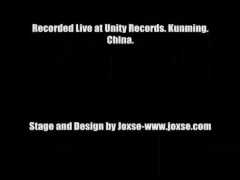 Recorded Live at Unity Records. Kunming.
China.
Stage and Design by Joxse-www.joxse.com